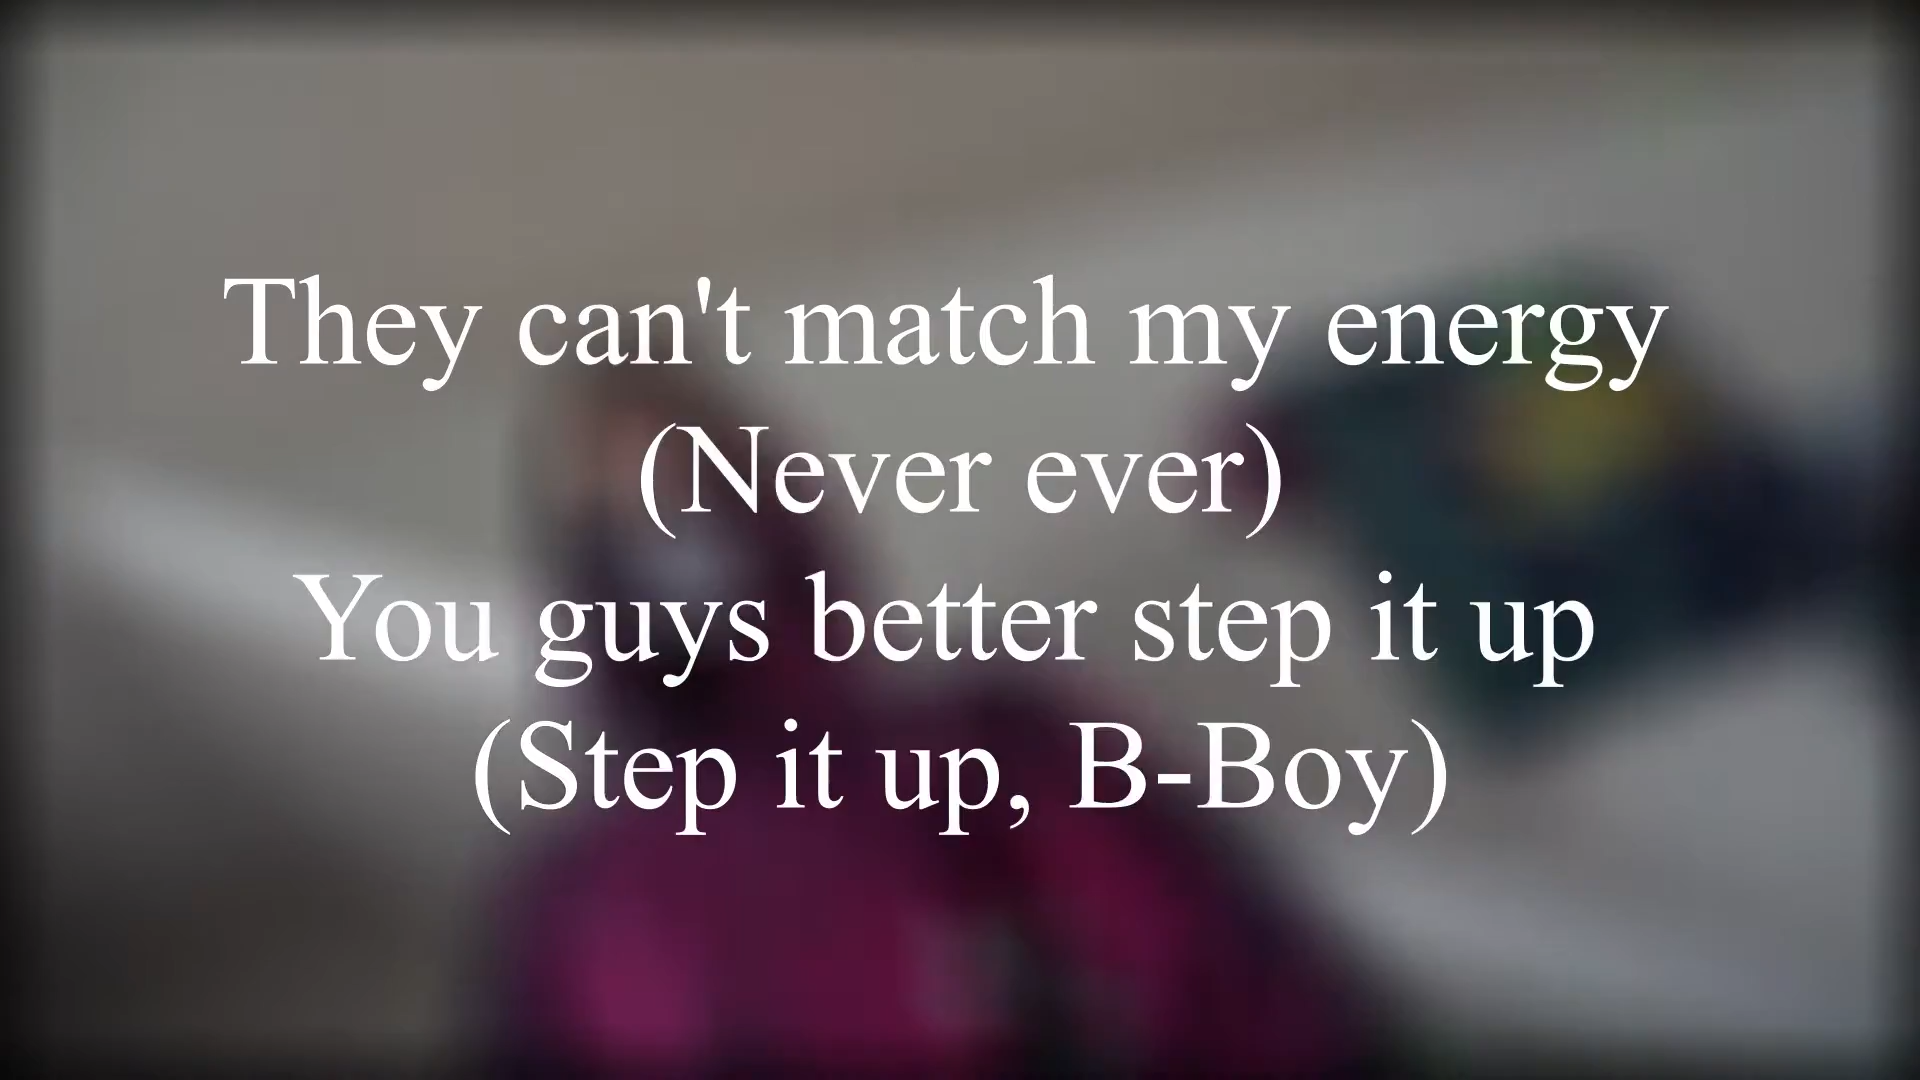 They can't match my energy
(Never ever)
You guys better step it up
(Step it up, B-Boy)